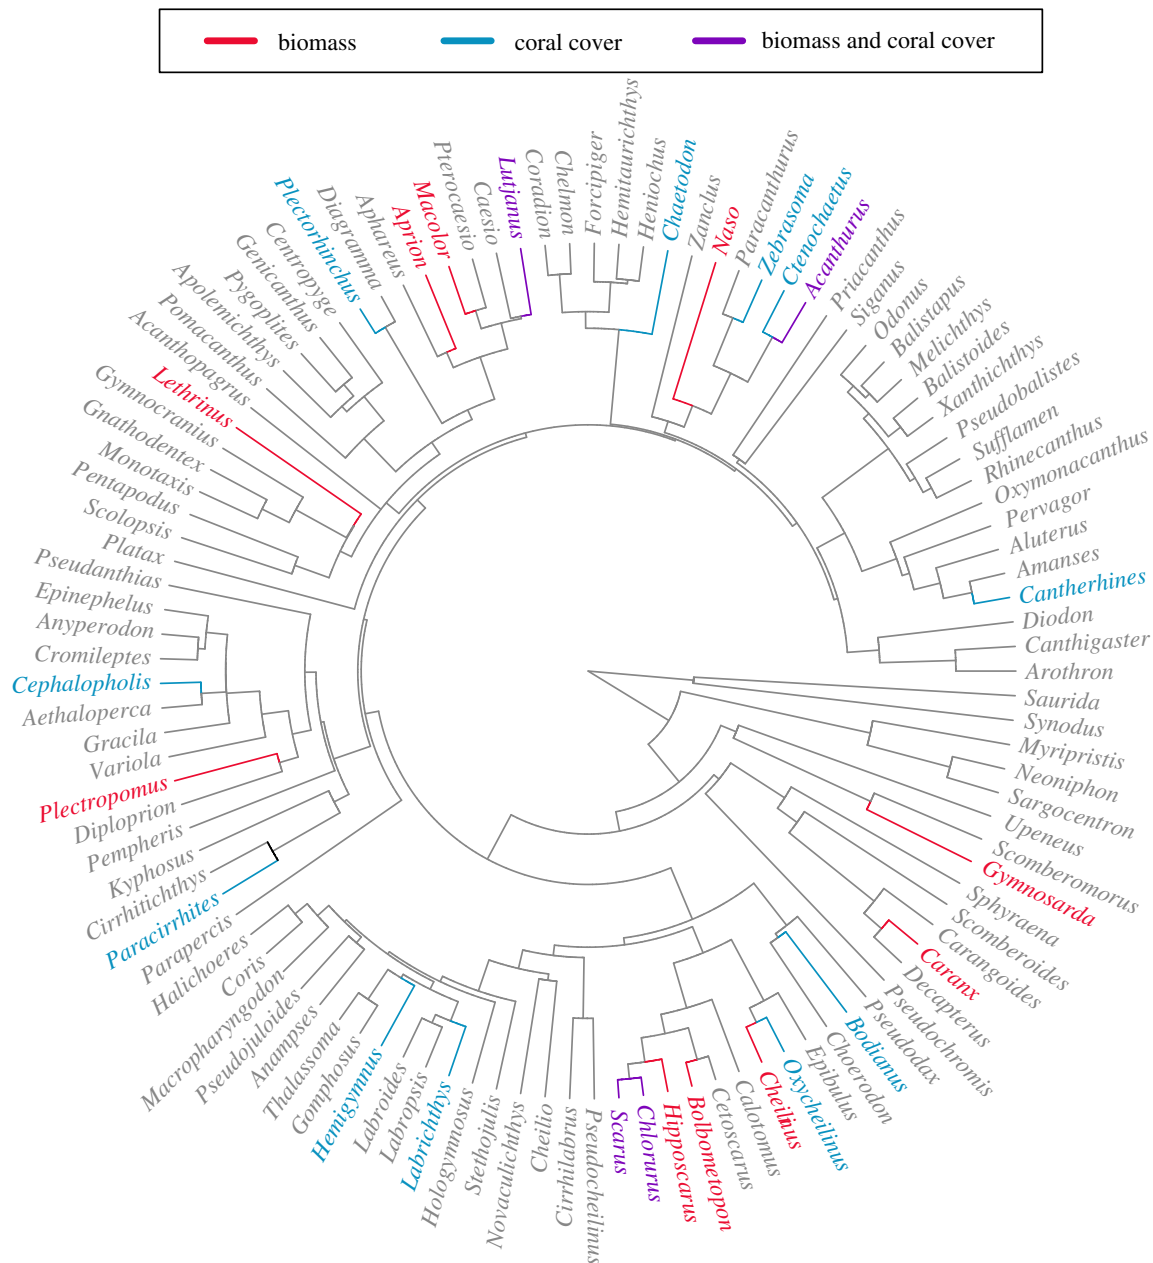 biomass
coral cover
biomass and coral cover
Lutjanus
Coradion
Chelmon
Forcipiger
Hemitaurichthys
Heniochus
Chaetodon
Zanclus
Naso
Paracanthurus
Zebrasoma
Ctenochaetus
Acanthurus
Priacanthus
Siganus
Odonus
Balistapus
Melichthys
Balistoides
Xanthichthys
Pseudobalistes
Sufflamen
Rhinecanthus
Oxymonacanthus
Pervagor
Aluterus
Amanses
Cantherhines
Diodon
Canthigaster
Arothron
Saurida
Synodus
Myripristis
Neoniphon
Sargocentron
Upeneus
Scomberomorus
Gymnosarda
Sphyraena
Scomberoides
Carangoides
Caranx
Decapterus
Pseudochromis
Pseudodax
Bodianus
Choerodon
Epibulus
Oxycheilinus
Cheilinus
Calotomus
Cetoscarus
Bolbometopon
Hipposcarus
Chlorurus
Scarus
Pseudocheilinus
Cirrhilabrus
Cheilio
Novaculichthys
Stethojulis
Hologymnosus
Labrichthys
Labropsis
Labroides
Hemigymnus
Gomphosus
Thalassoma
Anampses
Pseudojuloides
Macropharyngodon
Coris
Halichoeres
Parapercis
Paracirrhites
Cirrhitichthys
Kyphosus
Pempheris
Diploprion
Plectropomus
Variola
Gracila
Aethaloperca
Cephalopholis
Cromileptes
Anyperodon
Epinephelus
Pseudanthias
Platax
Scolopsis
Pentapodus
Monotaxis
Gnathodentex
Gymnocranius
Lethrinus
Acanthopagrus
Pomacanthus
Apolemichthys
Pygoplites
Genicanthus
Centropyge
Plectorhinchus
Diagramma
Aphareus
Aprion
Macolor
Pterocaesio
Caesio